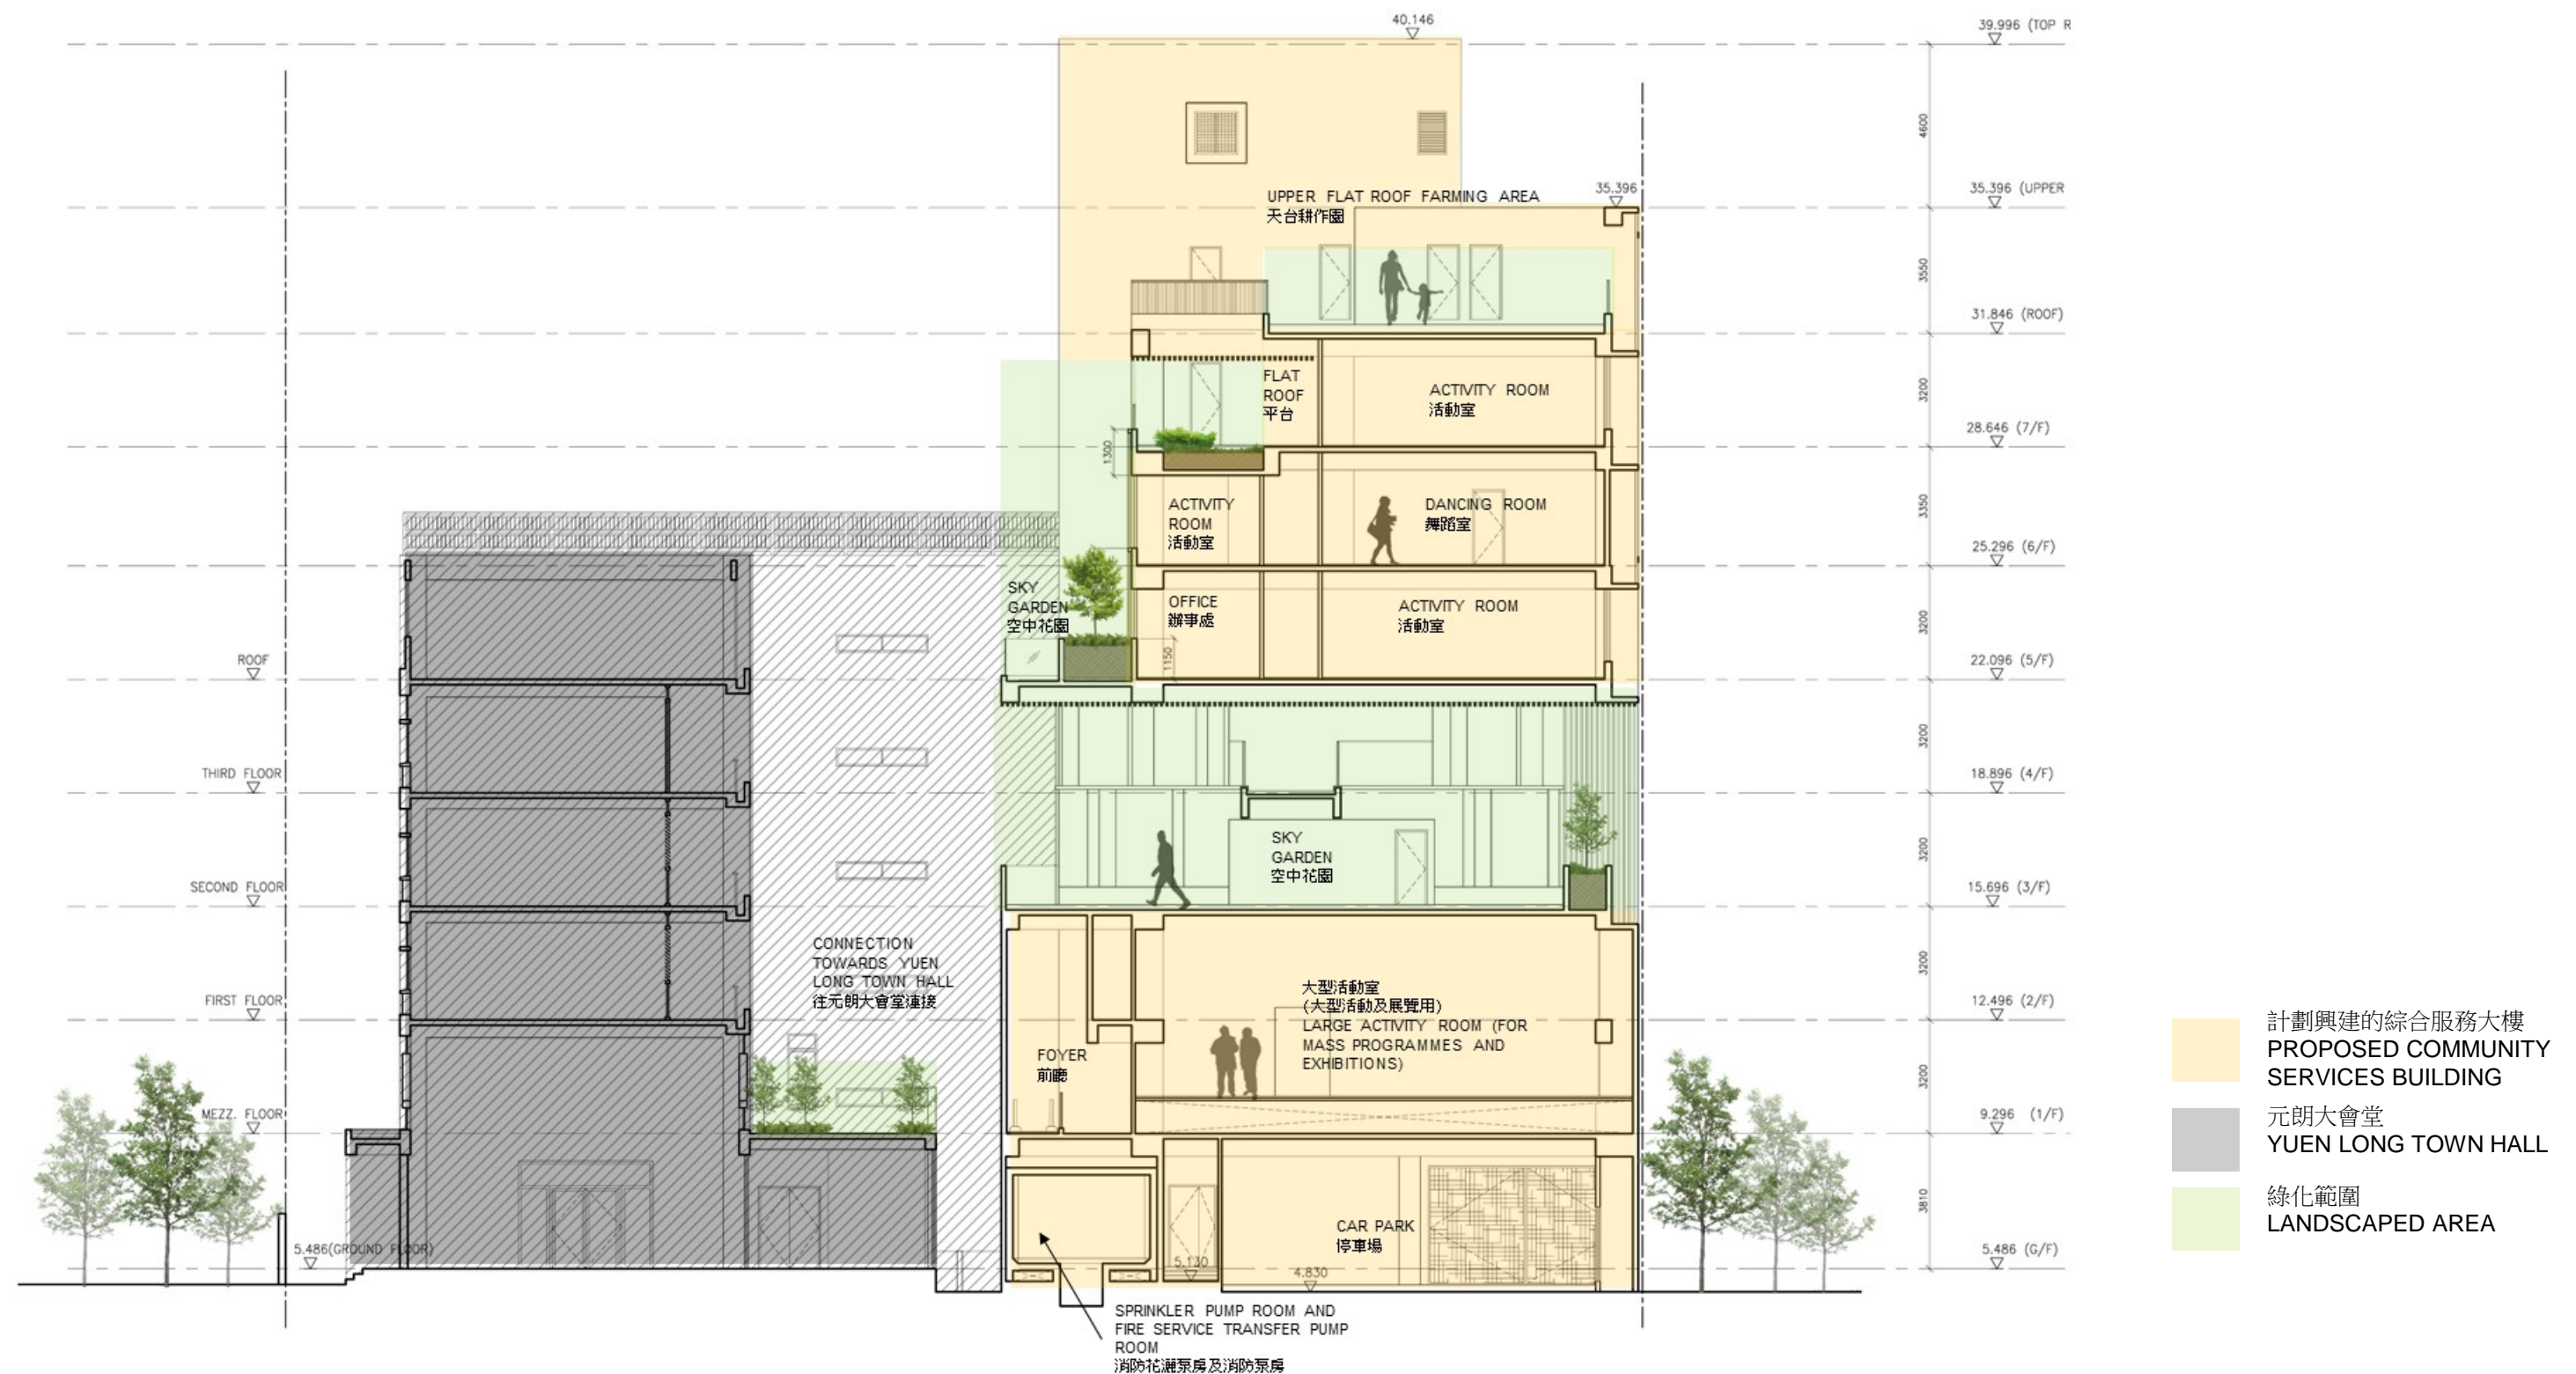 40.146
39.996 (TOP R
4600
UPPER FLAT ROOF FARMING AREA
天台耕作園
35.396
35.396 (UPPER
3550
31.846 (ROOF)
FLAT
ROOF
平台
ACTIVITY ROOM
活動室
3200
28.646 (7/F)
1300
ACTIVITY
ROOM
活動室
DANCING ROOM
舞蹈室
3350
25.296 (6/F)
SKY
GARDEN
空中花園
OFFICE
辦事處
ACTIVITY ROOM
活動室
3200
1150
ROOF
22.096 (5/F)
3200
THIRD FLOOR
18.896 (4/F)
SKY
GARDEN
空中花園
3200
SECOND FLOOR
15.696 (3/F)
CONNECTION
TOWARDS YUEN
LONG TOWN HALL
往元朗大會堂連接
3200
FIRST FLOOR
12.496 (2/F)
大型活動室
(大型活動及展覽用)
LARGE ACTIVITY ROOM (FOR
MASS PROGRAMMES AND
EXHIBITIONS)
FOYER
前廳
3200
MEZZ. FLOOR
9.296 (1/F)
3810
CAR PARK
停車場
5.486(GROUND FLOOR)
5.130
4.830
5.486 (G/F)
SPRINKLER PUMP ROOM AND
FIRE SERVICE TRANSFER PUMP
ROOM
消防花灑泵房及消防泵房
計劃興建的綜合服務大樓
PROPOSED COMMUNITY
SERVICES BUILDING
元朗大會堂
YUEN LONG TOWN HALL
綠化範圍
LANDSCAPED AREA